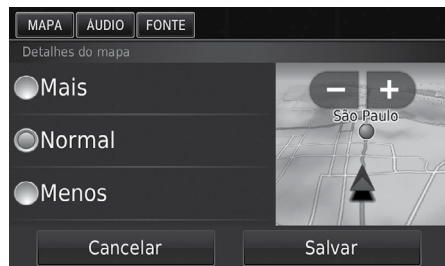 MAPA ÁUDIO FONTE
Detalhes do mapa
Mais
Normal
Menos
São Paulo
Cancelar Salvar